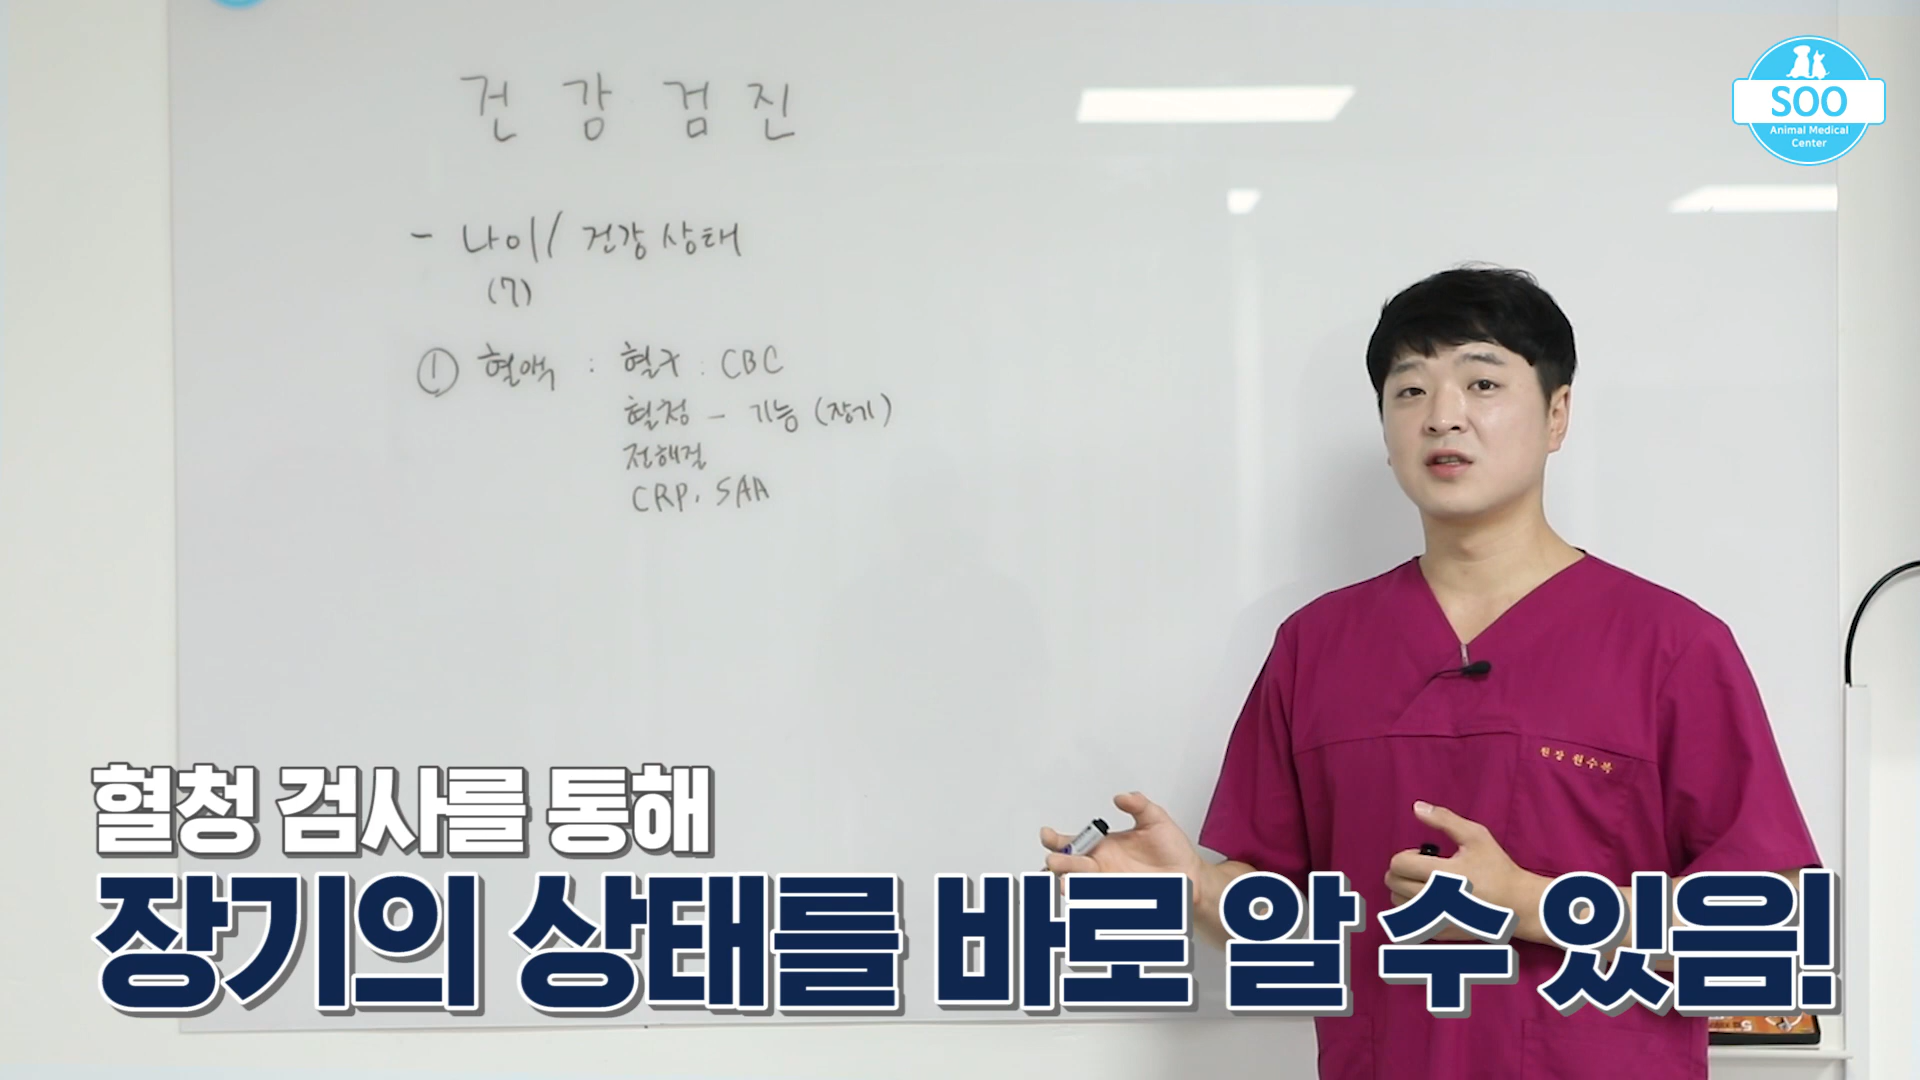 건강검진
SOO
Animal Medical
Center
- 나이/ 건강상태
(7)
① 혈액 : 혈구 : CBC
혈청 - 기능 (장기)
전해질
CRP, SAA
원장 원수복
혈청 검사를 통해
장기의 상태를 바로 알 수 있음!